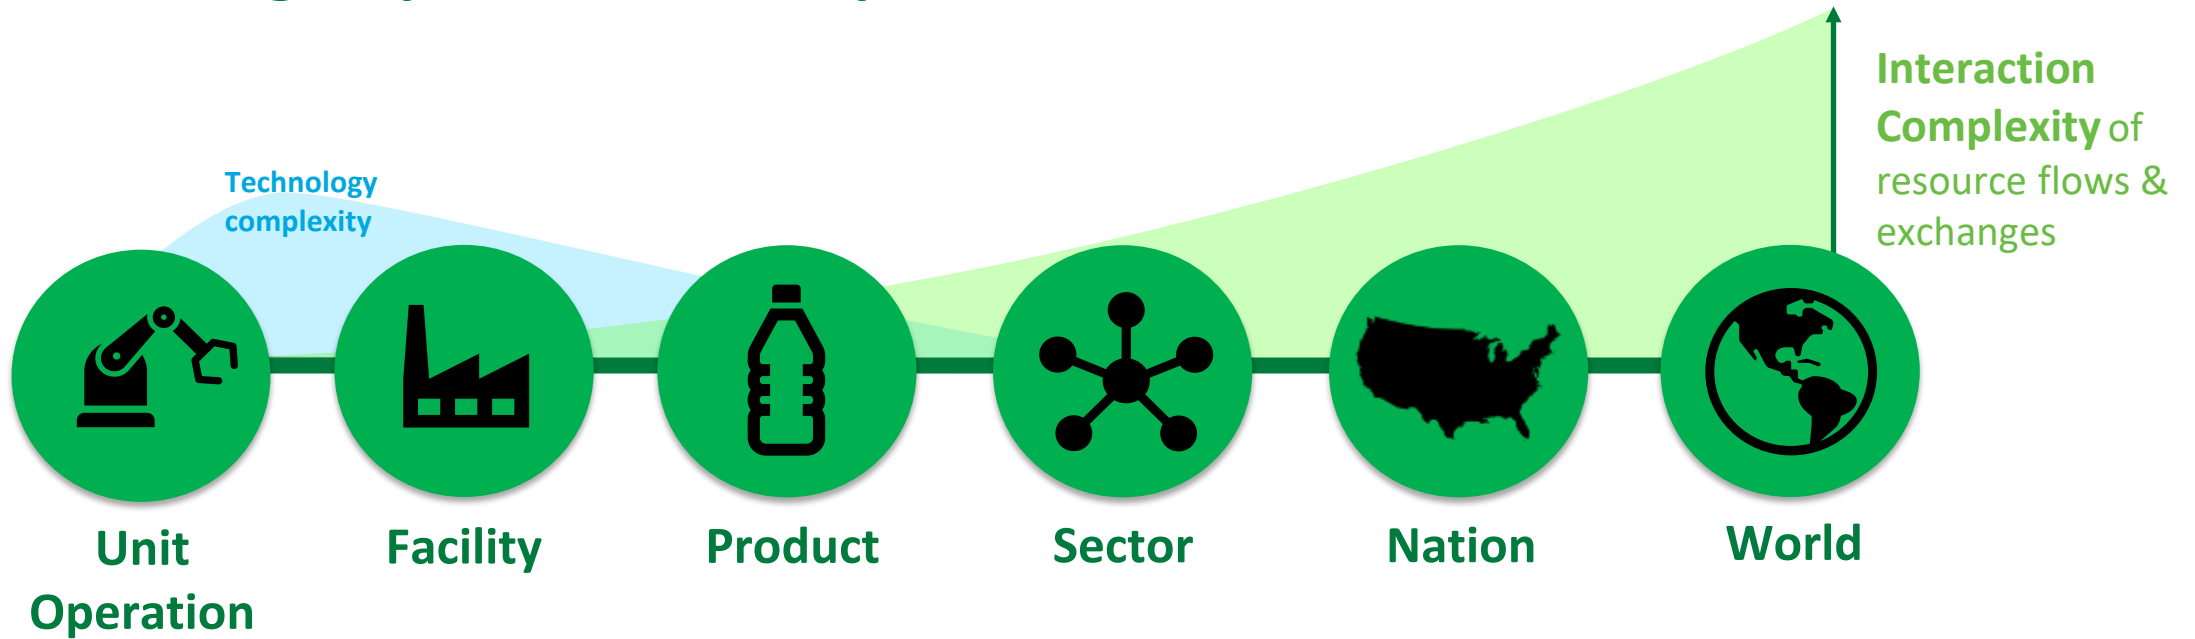 Interaction
Complexity of
resource flows &
exchanges
Technology
complexity
Unit
Operation
Facility
Product
Sector
Nation
World